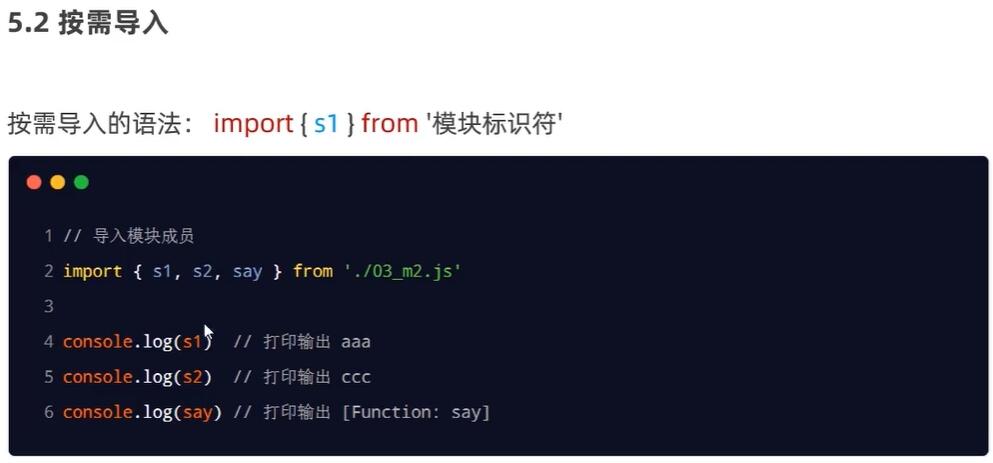 5.2 按需导入
按需导入的语法： import { s1 } from '模块标识符'
1 // 导入模块成员
2 import { s1, s2, say } from './03_m2.js'
3
4 console.log(s1)  // 打印输出 aaa
5 console.log(s2)  // 打印输出 ccc
6 console.log(say) // 打印输出 [Function: say]